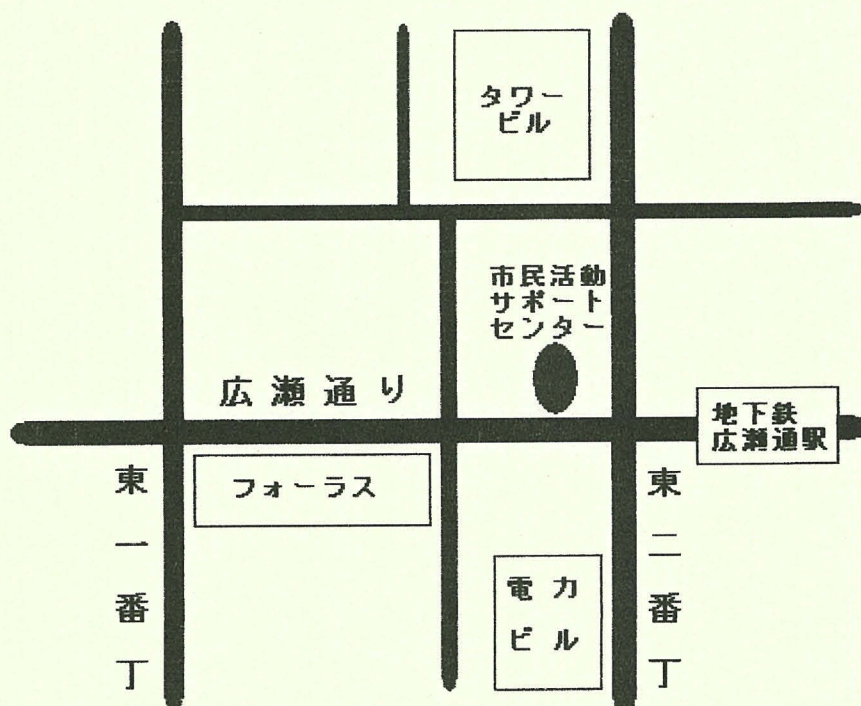 タワー
ビル
市民活動
サポート
センター
広瀬通り
地下鉄
広瀬通駅
フォーラス
東一番丁
東二番丁
電力
ビル